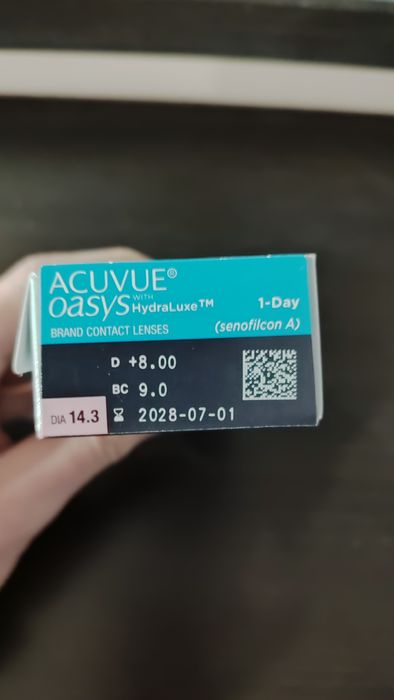 ACUVUE®
oasys WITH HydraLuxe™ 1-Day
BRAND CONTACT LENSES (senofilcon A)
D +8.00
BC 9.0
DIA 14.3 2028-07-01